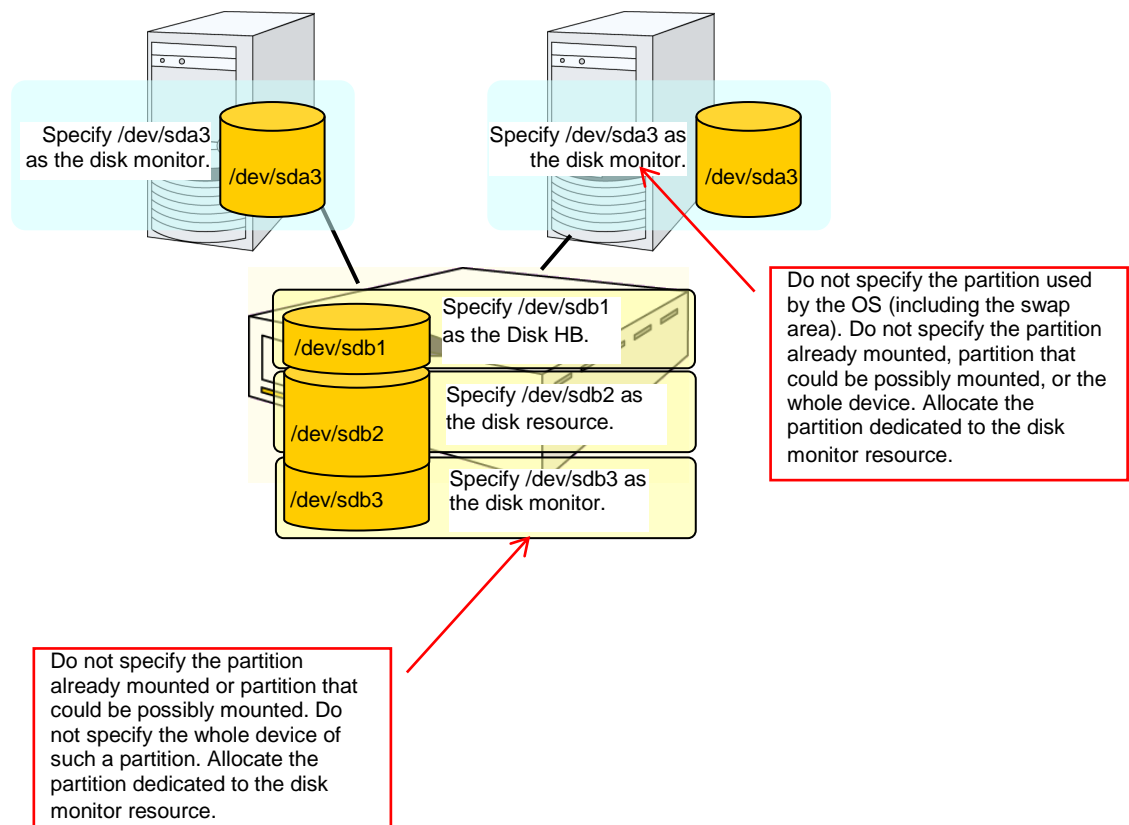 Specify /dev/sda3
as the disk monitor.
/dev/sda3
Specify /dev/sda3 as
the disk monitor.
/dev/sda3
Do not specify the partition used
by the OS (including the swap
area). Do not specify the partition
already mounted, partition that
could be possibly mounted, or the
whole device. Allocate the
partition dedicated to the disk
monitor resource.
Specify /dev/sdb1
as the Disk HB.
/dev/sdb1
Specify /dev/sdb2 as
the disk resource.
/dev/sdb2
Specify /dev/sdb3 as
the disk monitor.
/dev/sdb3
Do not specify the partition
already mounted or partition that
could be possibly mounted. Do
not specify the whole device of
such a partition. Allocate the
partition dedicated to the disk
monitor resource.